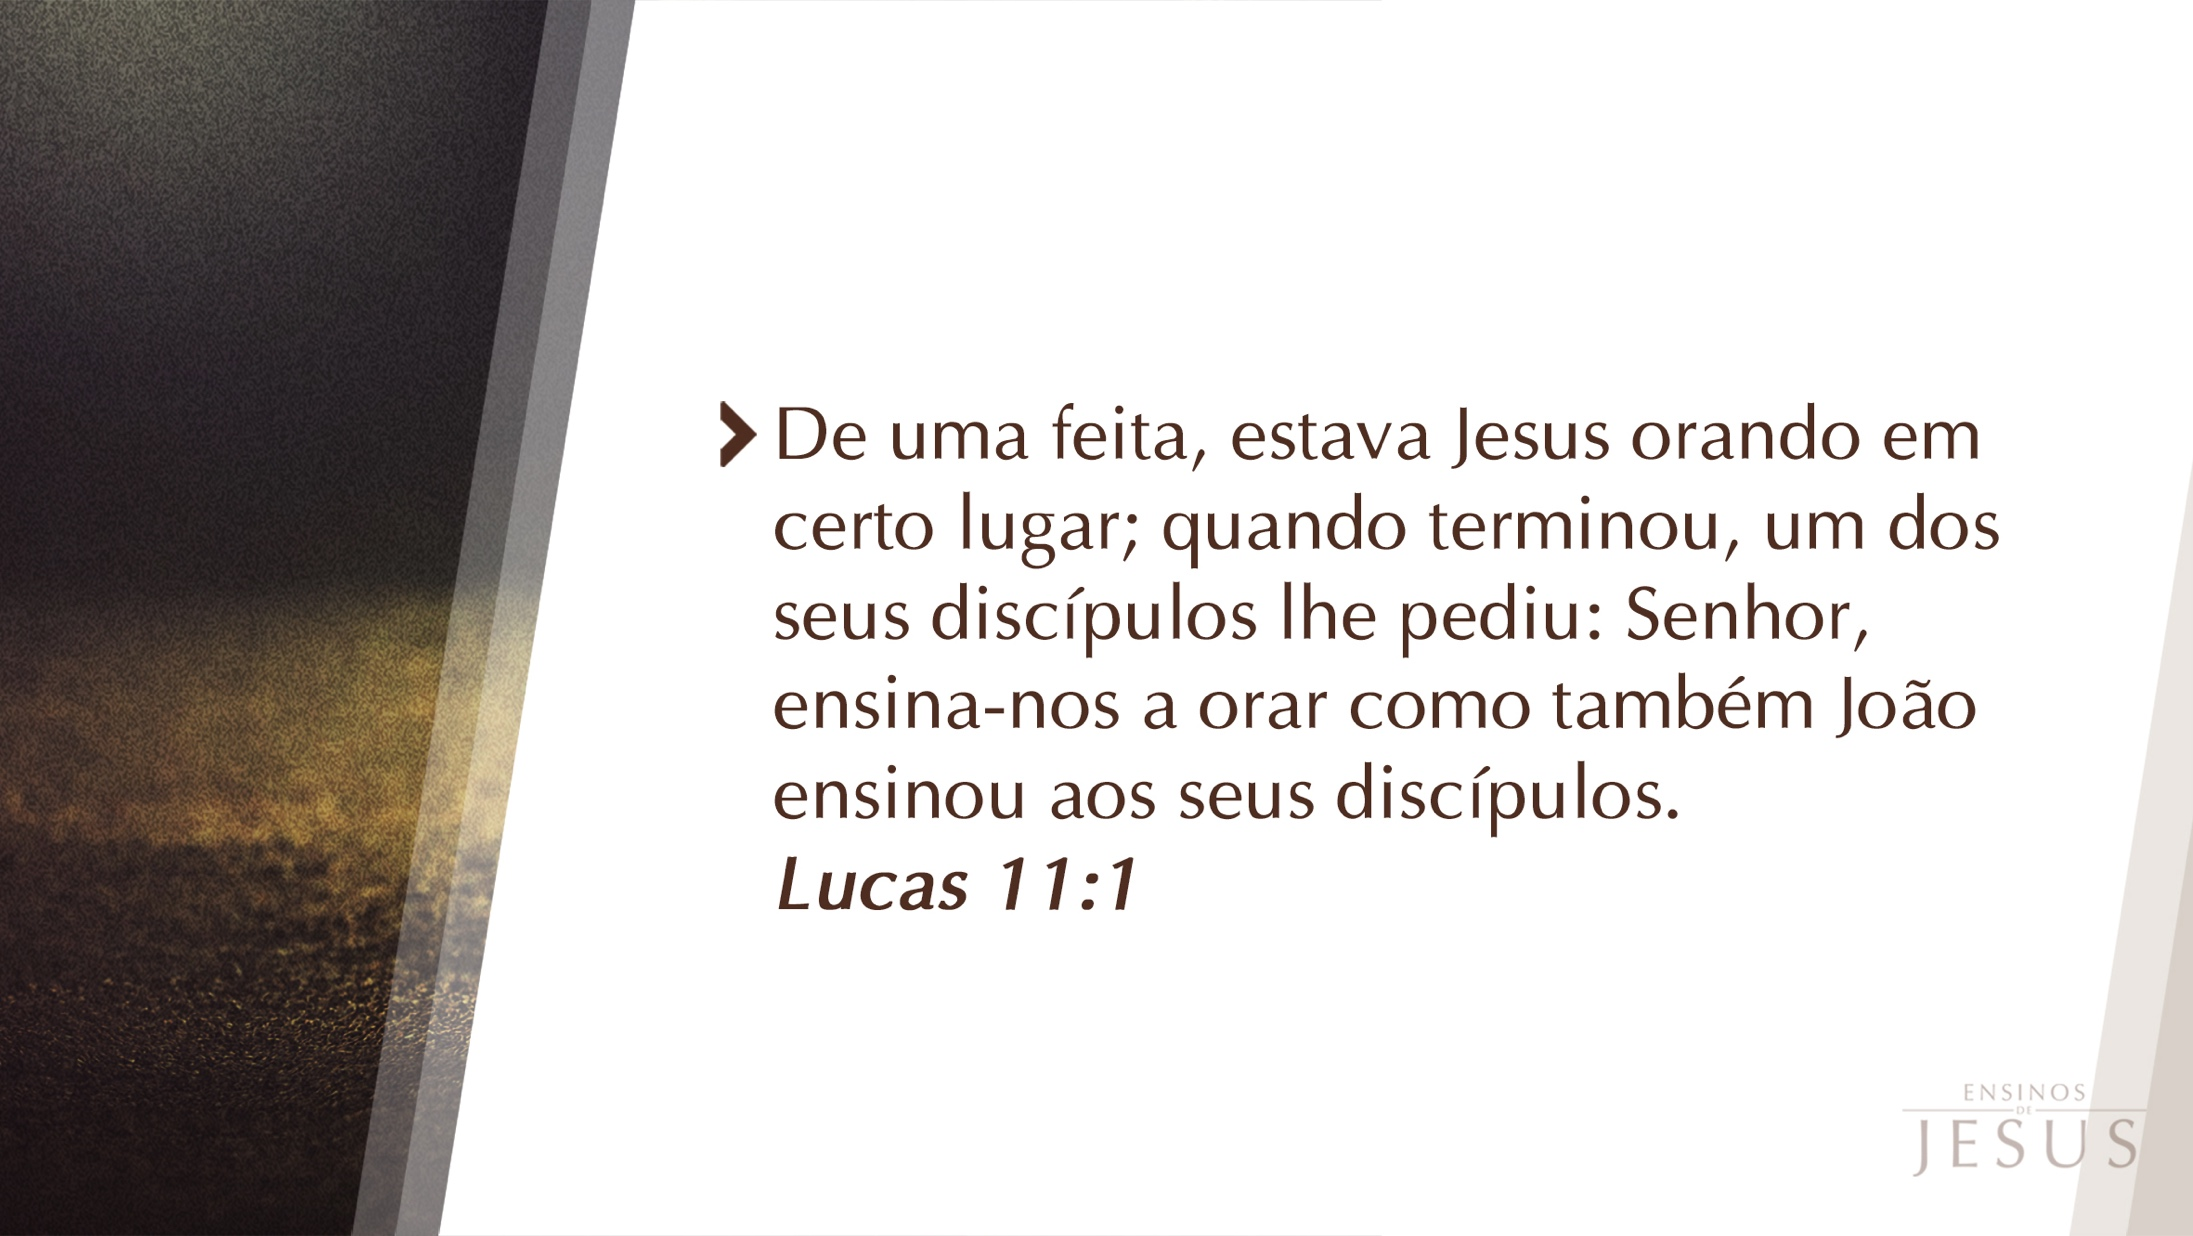 De uma feita, estava Jesus orando em
certo lugar; quando terminou, um dos
seus discípulos lhe pediu: Senhor,
ensina-nos a orar como também João
ensinou aos seus discípulos.
Lucas 11:1
ENSINOS
DE
JESUS